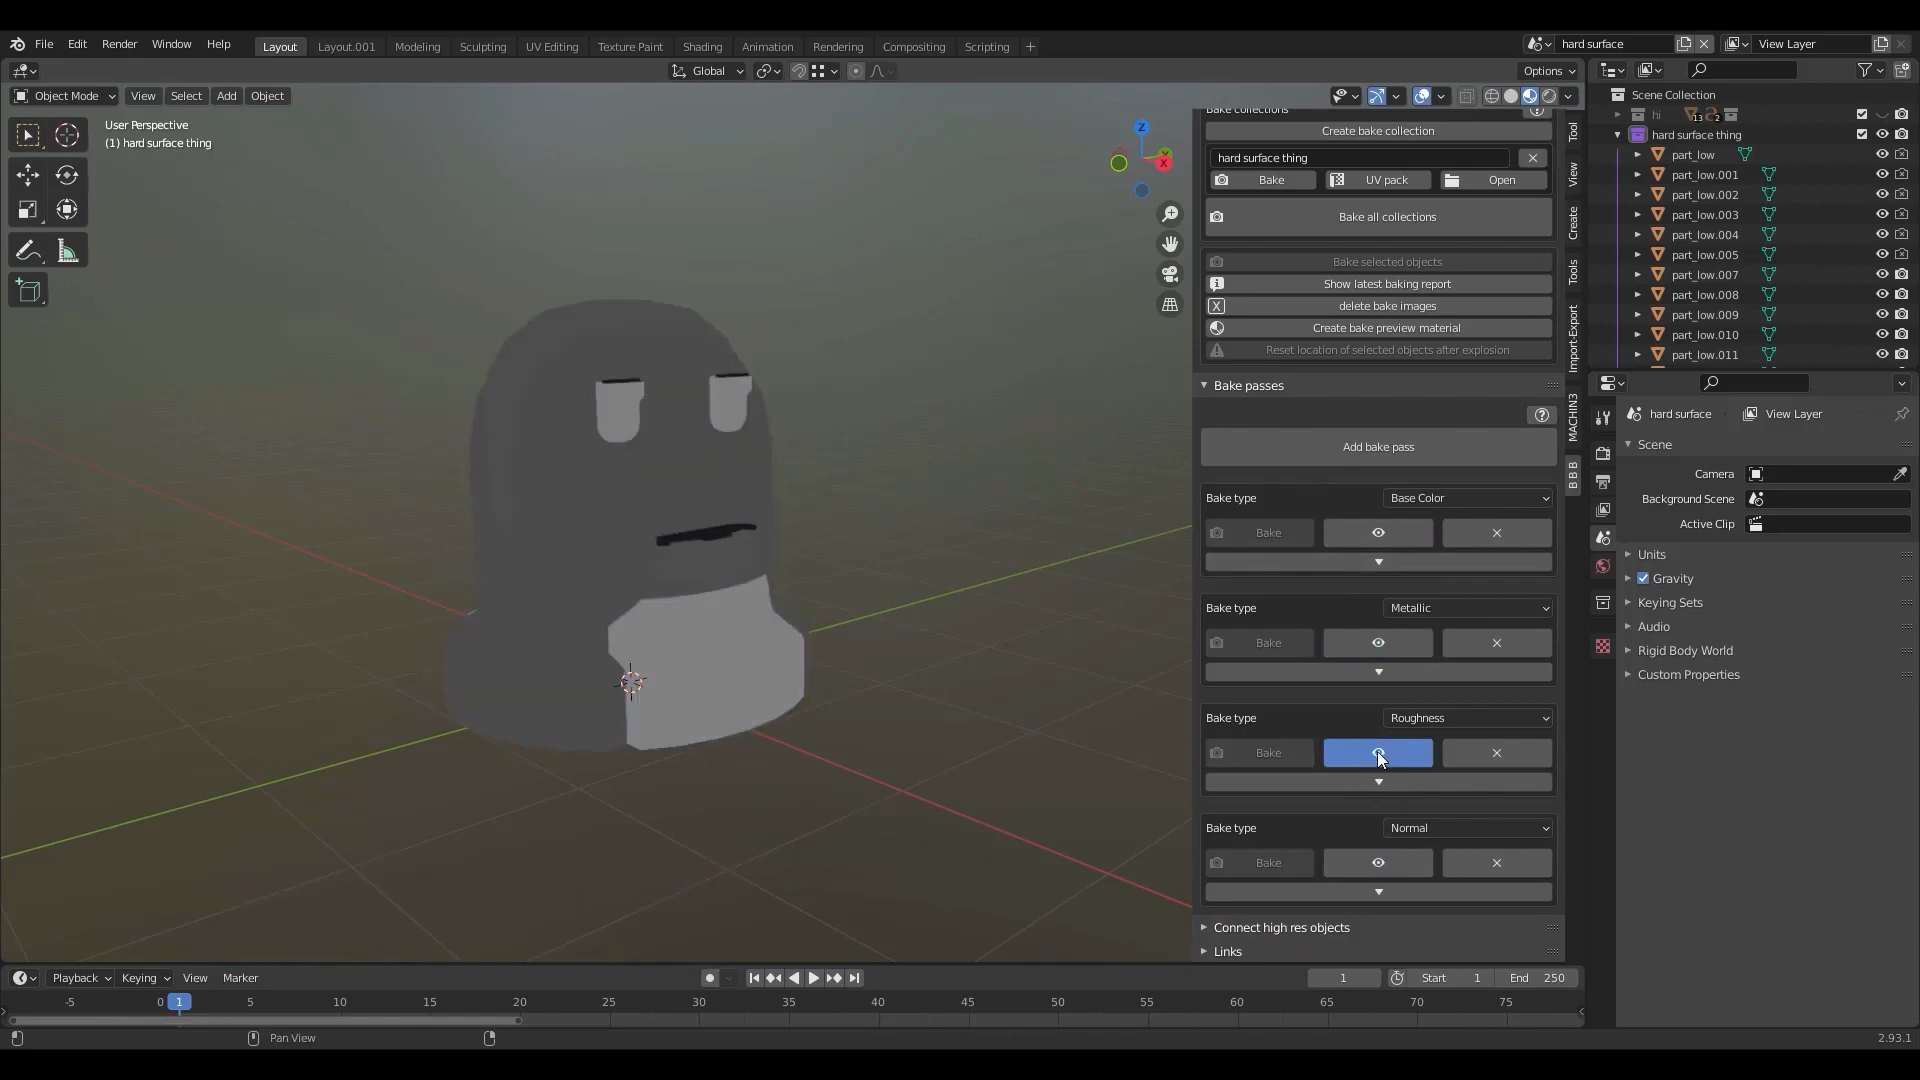 File Edit Render Window Help Layout Layout.001 Modeling Sculpting UV Editing Texture Paint Shading Animation Rendering Compositing Scripting + hard surface View Layer
Global Options
Object Mode View Select Add Object
User Perspective
(1) hard surface thing
Z
X
Bake collections
Create bake collection
hard surface thing
Bake UV pack Open
Bake all collections
Bake selected objects
Show latest baking report
delete bake images
Create bake preview material
Reset location of selected objects after explosion
Bake passes
Add bake pass
Bake type Base Color
Bake
Bake type Metallic
Bake
Bake type Roughness
Bake
Bake type Normal
Bake
Connect high res objects
Links
Tool
View
Create
Tools
Import-Export
MACHIN3
B B B
Scene Collection
hi 13 2
hard surface thing
part_low
part_low.001
part_low.002
part_low.003
part_low.004
part_low.005
part_low.007
part_low.008
part_low.009
part_low.010
part_low.011
hard surface View Layer
Scene
Camera
Background Scene
Active Clip
Units
Gravity
Keying Sets
Audio
Rigid Body World
Custom Properties
Playback Keying View Marker 1 Start 1 End 250
-5 0 1 5 10 15 20 25 30 35 40 45 50 55 60 65 70 75
Pan View 2.93.1